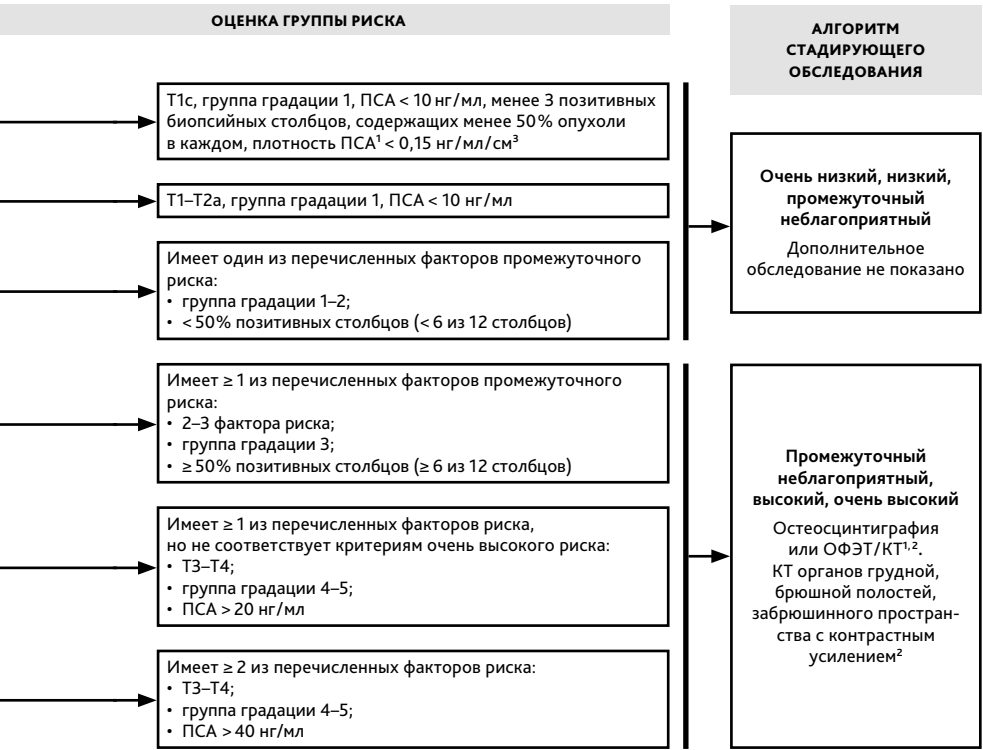 ОЦЕНКА ГРУППЫ РИСКА
АЛГОРИТМ
СТАДИРУЮЩЕГО
ОБСЛЕДОВАНИЯ
T1c, группа градации 1, ПСА < 10 нг/мл, менее 3 позитивных
биопсийных столбцов, содержащих менее 50% опухоли
в каждом, плотность ПСА¹ < 0,15 нг/мл/см³
T1–T2a, группа градации 1, ПСА < 10 нг/мл
Имеет один из перечисленных факторов промежуточного
риска:
• группа градации 1–2;
• < 50% позитивных столбцов (< 6 из 12 столбцов)
Очень низкий, низкий,
промежуточный
неблагоприятный
Дополнительное
обследование не показано
Имеет ≥ 1 из перечисленных факторов промежуточного
риска:
• 2–3 фактора риска;
• группа градации 3;
• ≥ 50% позитивных столбцов (≥ 6 из 12 столбцов)
Имеет ≥ 1 из перечисленных факторов риска,
но не соответствует критериям очень высокого риска:
• T3–T4;
• группа градации 4–5;
• ПСА > 20 нг/мл
Имеет ≥ 2 из перечисленных факторов риска:
• T3–T4;
• группа градации 4–5;
• ПСА > 40 нг/мл
Промежуточный
неблагоприятный,
высокий, очень высокий
Остеосцинтиграфия
или ОФЭТ/КТ¹,².
КТ органов грудной,
брюшной полостей,
забрюшинного простран-
ства с контрастным
усилением²